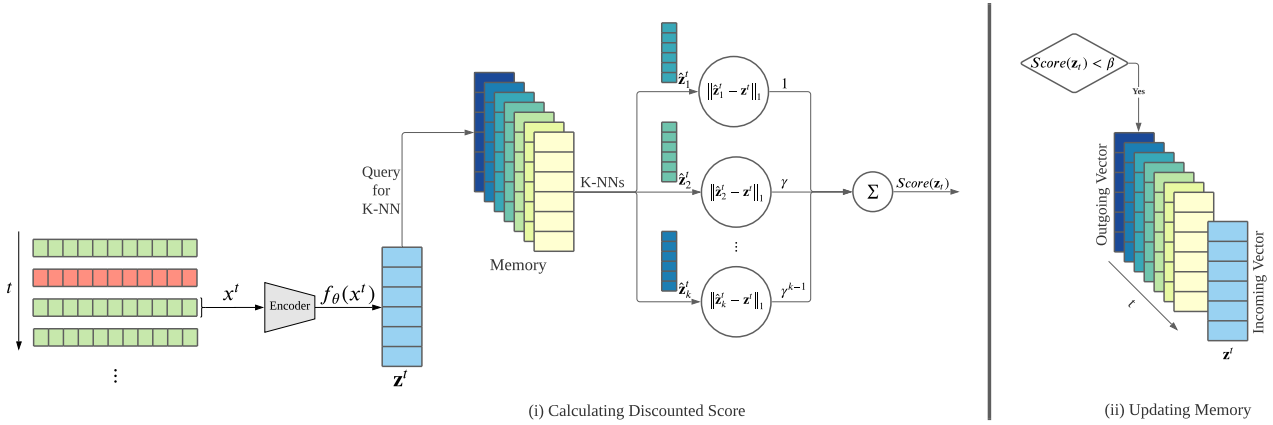 t
⋮
x^t
Encoder
f_θ(x^t)
z^t
Query
for
K-NN
Memory
K-NNs
ẑ_1^t
ẑ_2^t
ẑ_k^t
‖ẑ_1^t − z^t‖_1
1
‖ẑ_2^t − z^t‖_1
γ
⋮
‖ẑ_k^t − z^t‖_1
γ^{k−1}
Σ
Score(z_t)
(i) Calculating Discounted Score
Score(z_t) < β
Yes
Outgoing Vector
t
Incoming Vector
z^t
(ii) Updating Memory